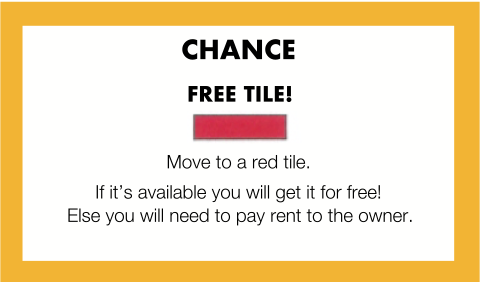 CHANCE
FREE TILE!
Move to a red tile.
If it's available you will get it for free!
Else you will need to pay rent to the owner.